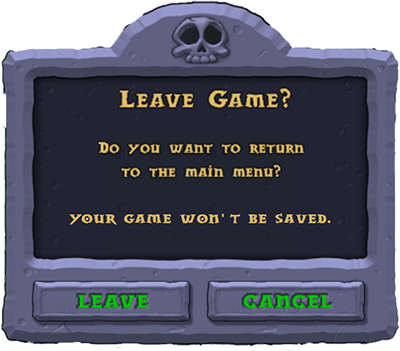 Leave Game?
Do you want to return
to the main menu?
Your game won't be saved.
LEAVE
CANCEL